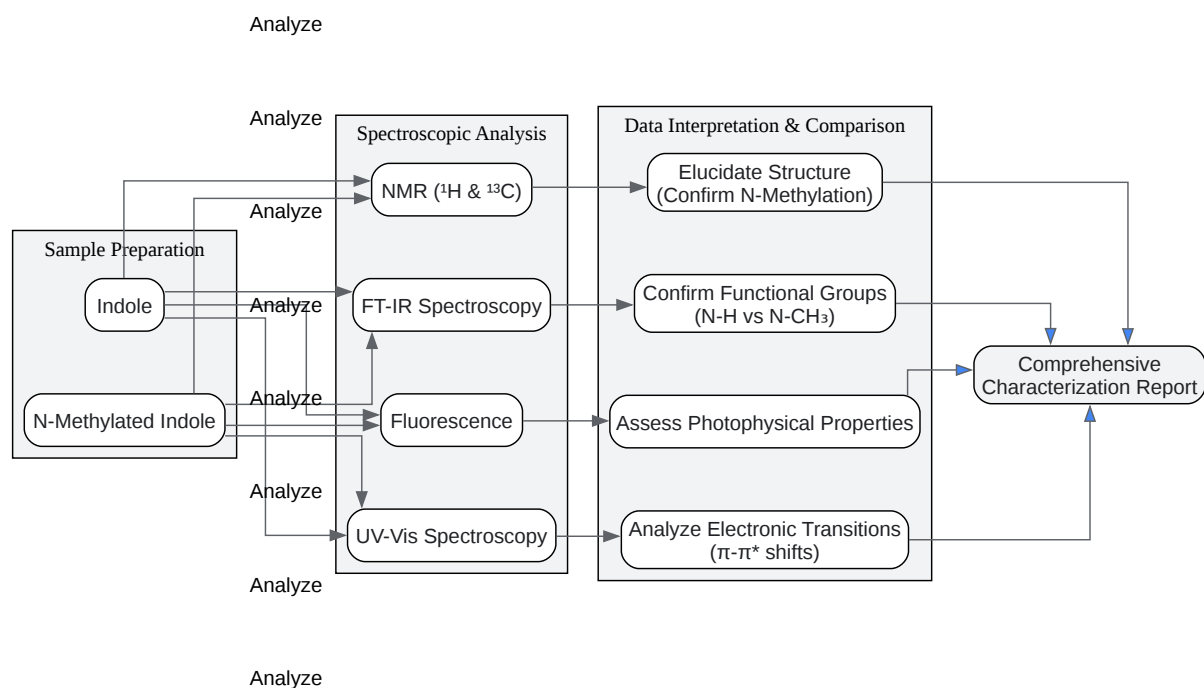 Analyze
Analyze
Analyze
Analyze
Analyze
Analyze
Analyze
Analyze
Sample Preparation
Indole
N-Methylated Indole
Spectroscopic Analysis
NMR (¹H & ¹³C)
FT-IR Spectroscopy
Fluorescence
UV-Vis Spectroscopy
Data Interpretation & Comparison
Elucidate Structure
(Confirm N-Methylation)
Confirm Functional Groups
(N-H vs N-CH₃)
Assess Photophysical Properties
Analyze Electronic Transitions
(π-π* shifts)
Comprehensive
Characterization Report